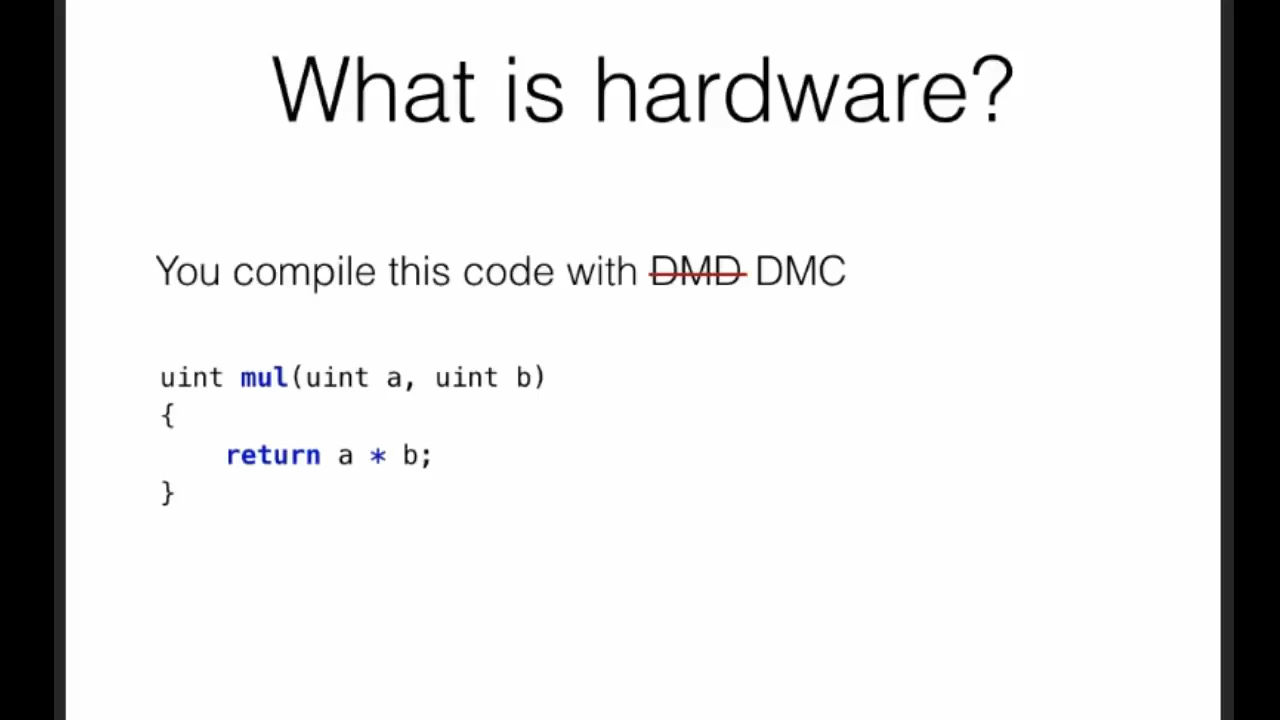 What is hardware?
You compile this code with DMD DMC
uint mul(uint a, uint b)
{
    return a * b;
}